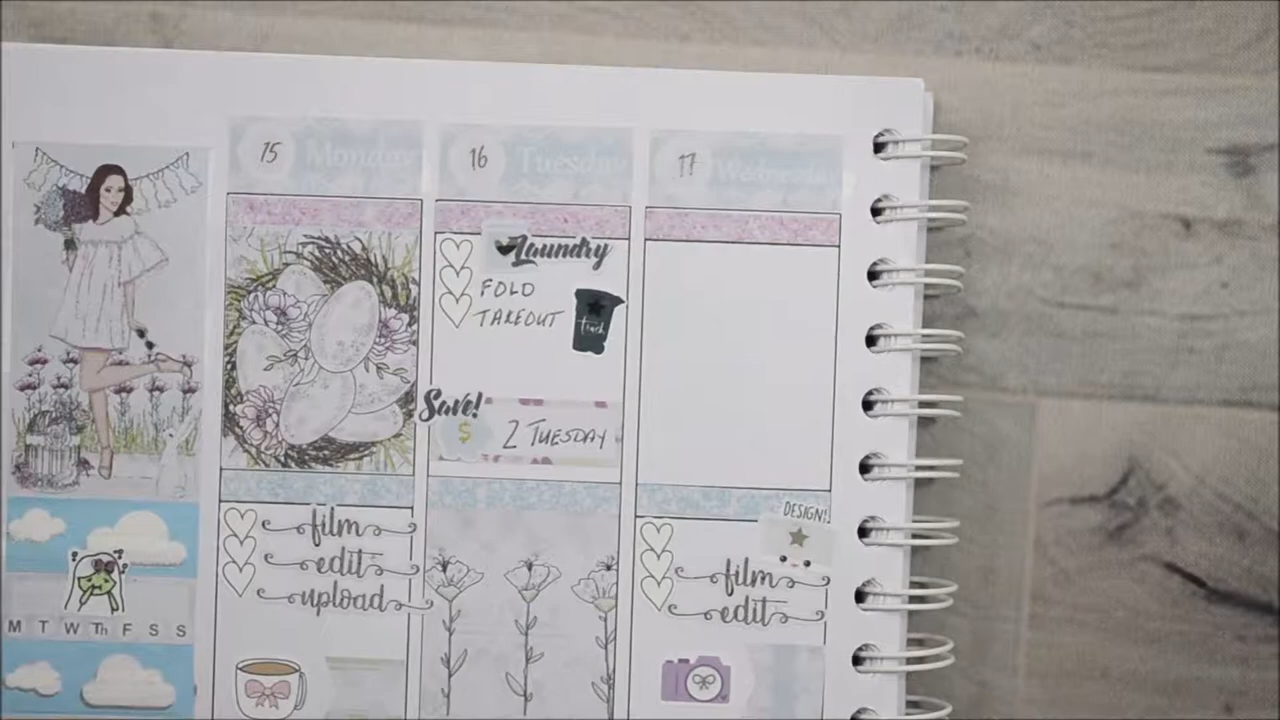 15 Monday
16 Tuesday
17 Wednesday
Laundry
FOLD
TAKEOUT
trash
Save!
$ 2 TUESDAY
film
edit
upload
DESIGN!
film
edit
M T W Th F S S